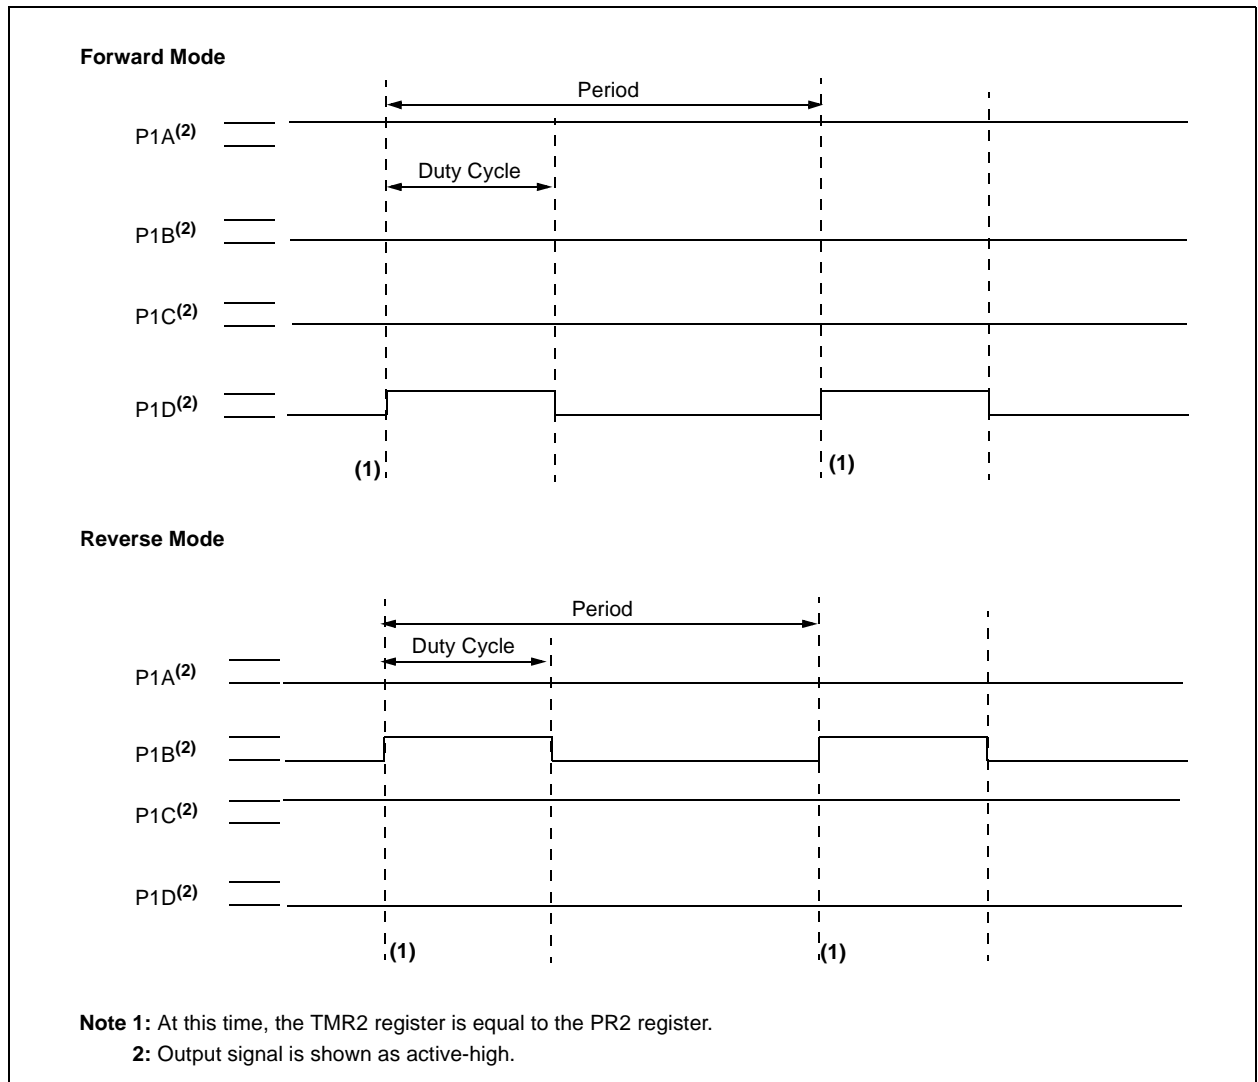 Forward Mode
Period
P1A(2)
Duty Cycle
P1B(2)
P1C(2)
P1D(2)
(1)
(1)
Reverse Mode
Period
Duty Cycle
P1A(2)
P1B(2)
P1C(2)
P1D(2)
(1)
(1)
Note 1: At this time, the TMR2 register is equal to the PR2 register.
2: Output signal is shown as active-high.